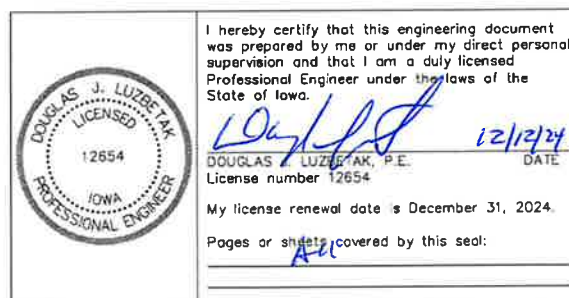 DOUGLAS J. LUZBETAK
LICENSED
12654
IOWA
PROFESSIONAL ENGINEER
I hereby certify that this engineering document
was prepared by me or under my direct personal
supervision and that I am a duly licensed
Professional Engineer under the laws of the
State of Iowa.
12/12/24
DOUGLAS J. LUZBETAK, P.E. DATE
License number 12654
My license renewal date is December 31, 2024.
Pages or sheets covered by this seal:
All